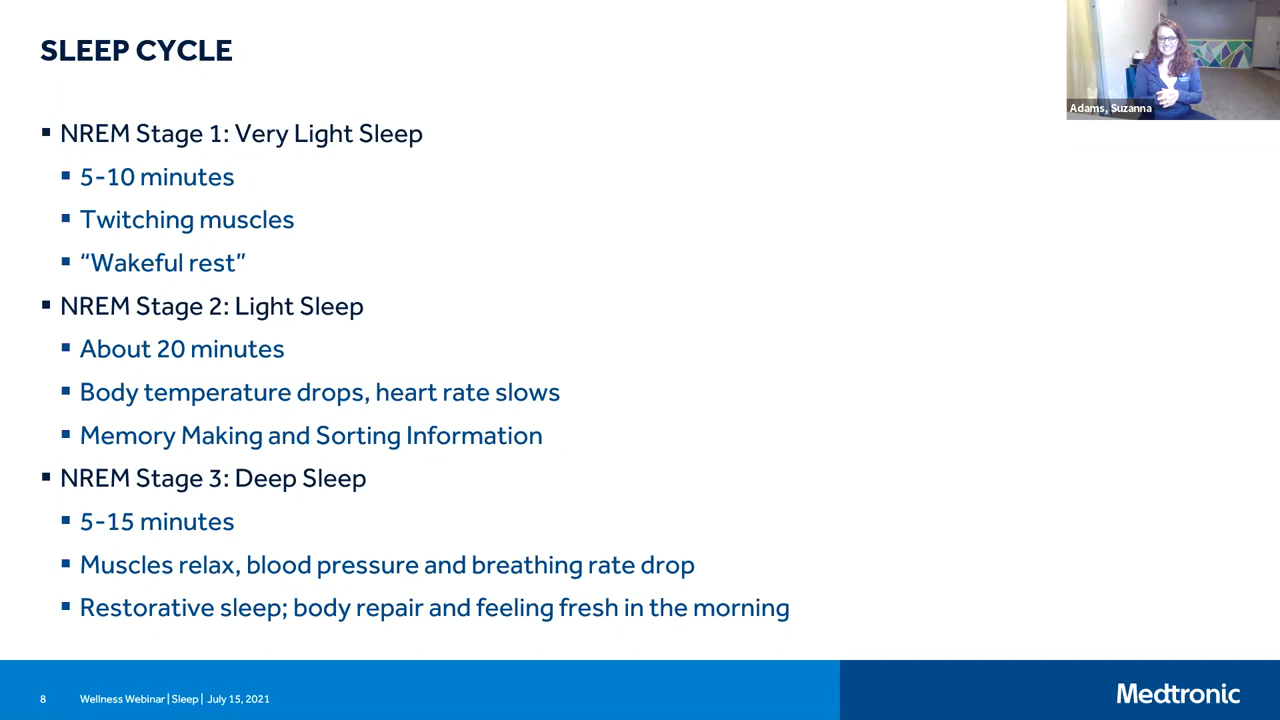 SLEEP CYCLE
Adams, Suzanna
NREM Stage 1: Very Light Sleep
5-10 minutes
Twitching muscles
“Wakeful rest”
NREM Stage 2: Light Sleep
About 20 minutes
Body temperature drops, heart rate slows
Memory Making and Sorting Information
NREM Stage 3: Deep Sleep
5-15 minutes
Muscles relax, blood pressure and breathing rate drop
Restorative sleep; body repair and feeling fresh in the morning
8 Wellness Webinar | Sleep | July 15, 2021
Medtronic